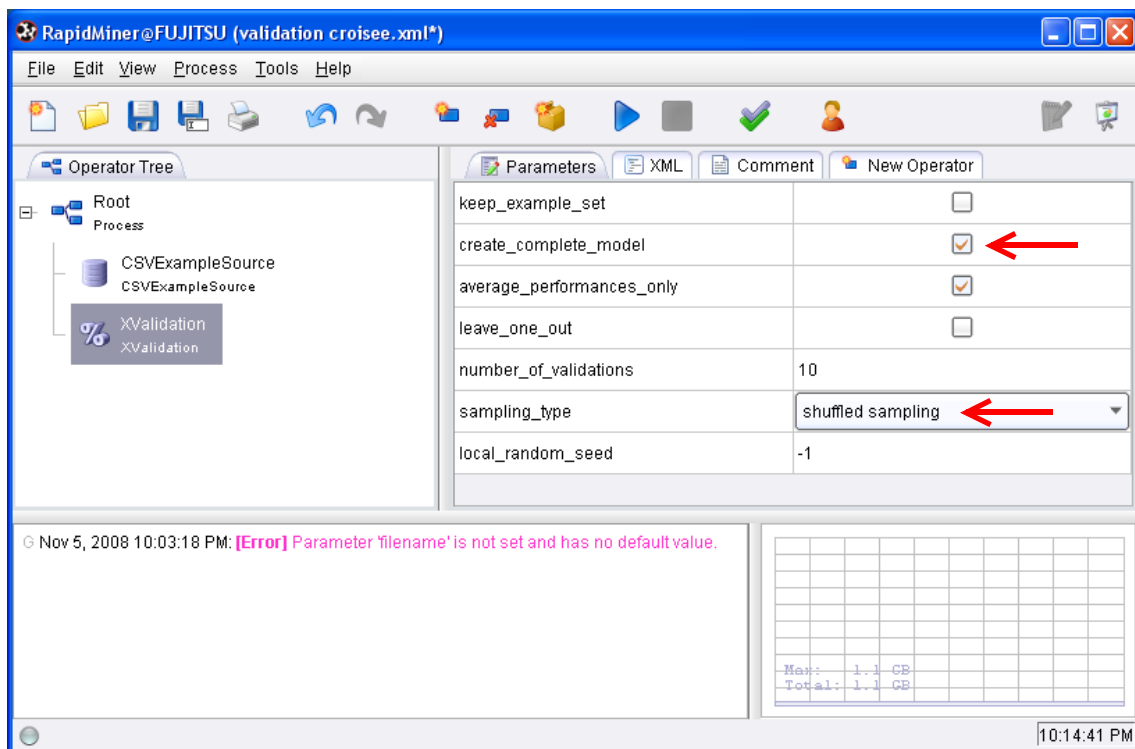 RapidMiner@FUJITSU (validation croisee.xml*)
File Edit View Process Tools Help
Operator Tree
Root
Process
CSVExampleSource
CSVExampleSource
XValidation
XValidation
Parameters XML Comment New Operator
keep_example_set
create_complete_model
average_performances_only
leave_one_out
number_of_validations 10
sampling_type shuffled sampling
local_random_seed -1
G Nov 5, 2008 10:03:18 PM: [Error] Parameter 'filename' is not set and has no default value.
Max: 1.1 GB
Total: 1.1 GB
10:14:41 PM